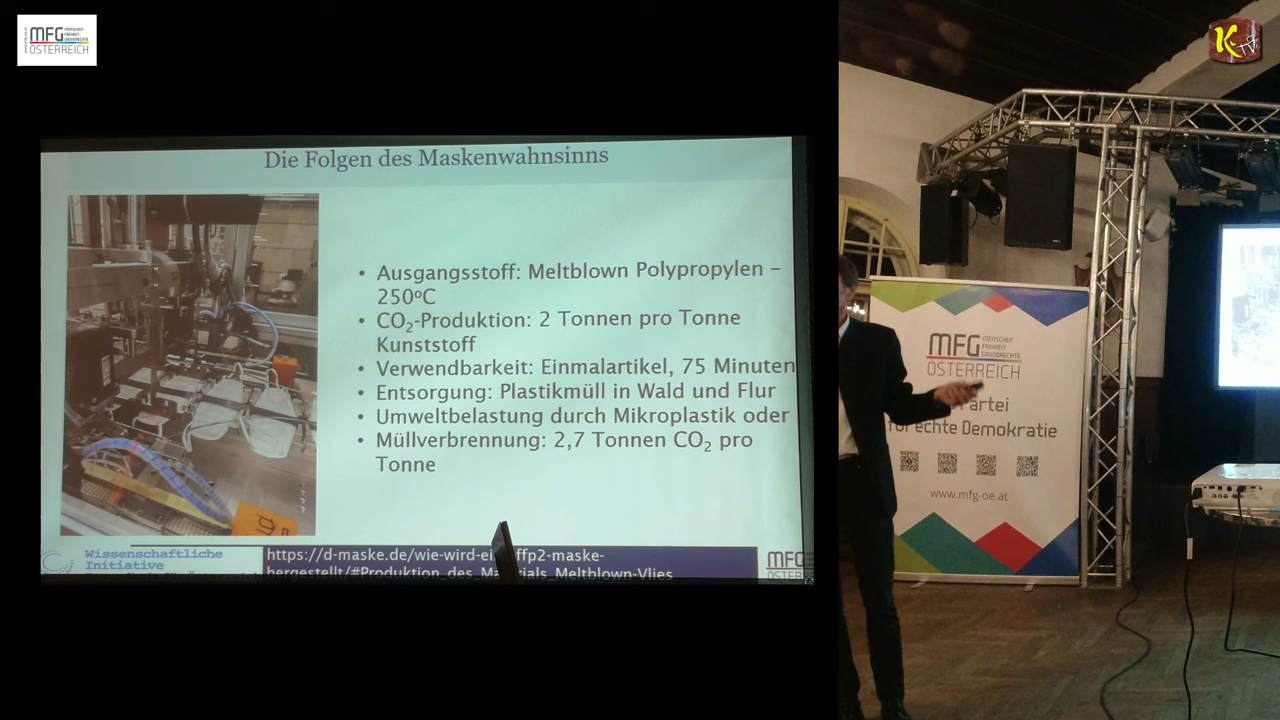 MFG
MENSCHEN
FREIHEIT
GRUNDRECHTE
ÖSTERREICH
KTV
Die Folgen des Maskenwahnsinns
• Ausgangsstoff: Meltblown Polypropylen –
250ºC
• CO₂-Produktion: 2 Tonnen pro Tonne
Kunststoff
• Verwendbarkeit: Einmalartikel, 75 Minuten
• Entsorgung: Plastikmüll in Wald und Flur
• Umweltbelastung durch Mikroplastik oder
• Müllverbrennung: 2,7 Tonnen CO₂ pro
Tonne
Wissenschaftliche
Initiative
https://d-maske.de/wie-wird-ei ffp2-maske-
hergestellt/#Produktion_des_Materials_Meltblown-Vlies
MFG
MFG
MENSCHEN
FREIHEIT
GRUNDRECHTE
ÖSTERREICH
Partei
für echte Demokratie
www.mfg-oe.at